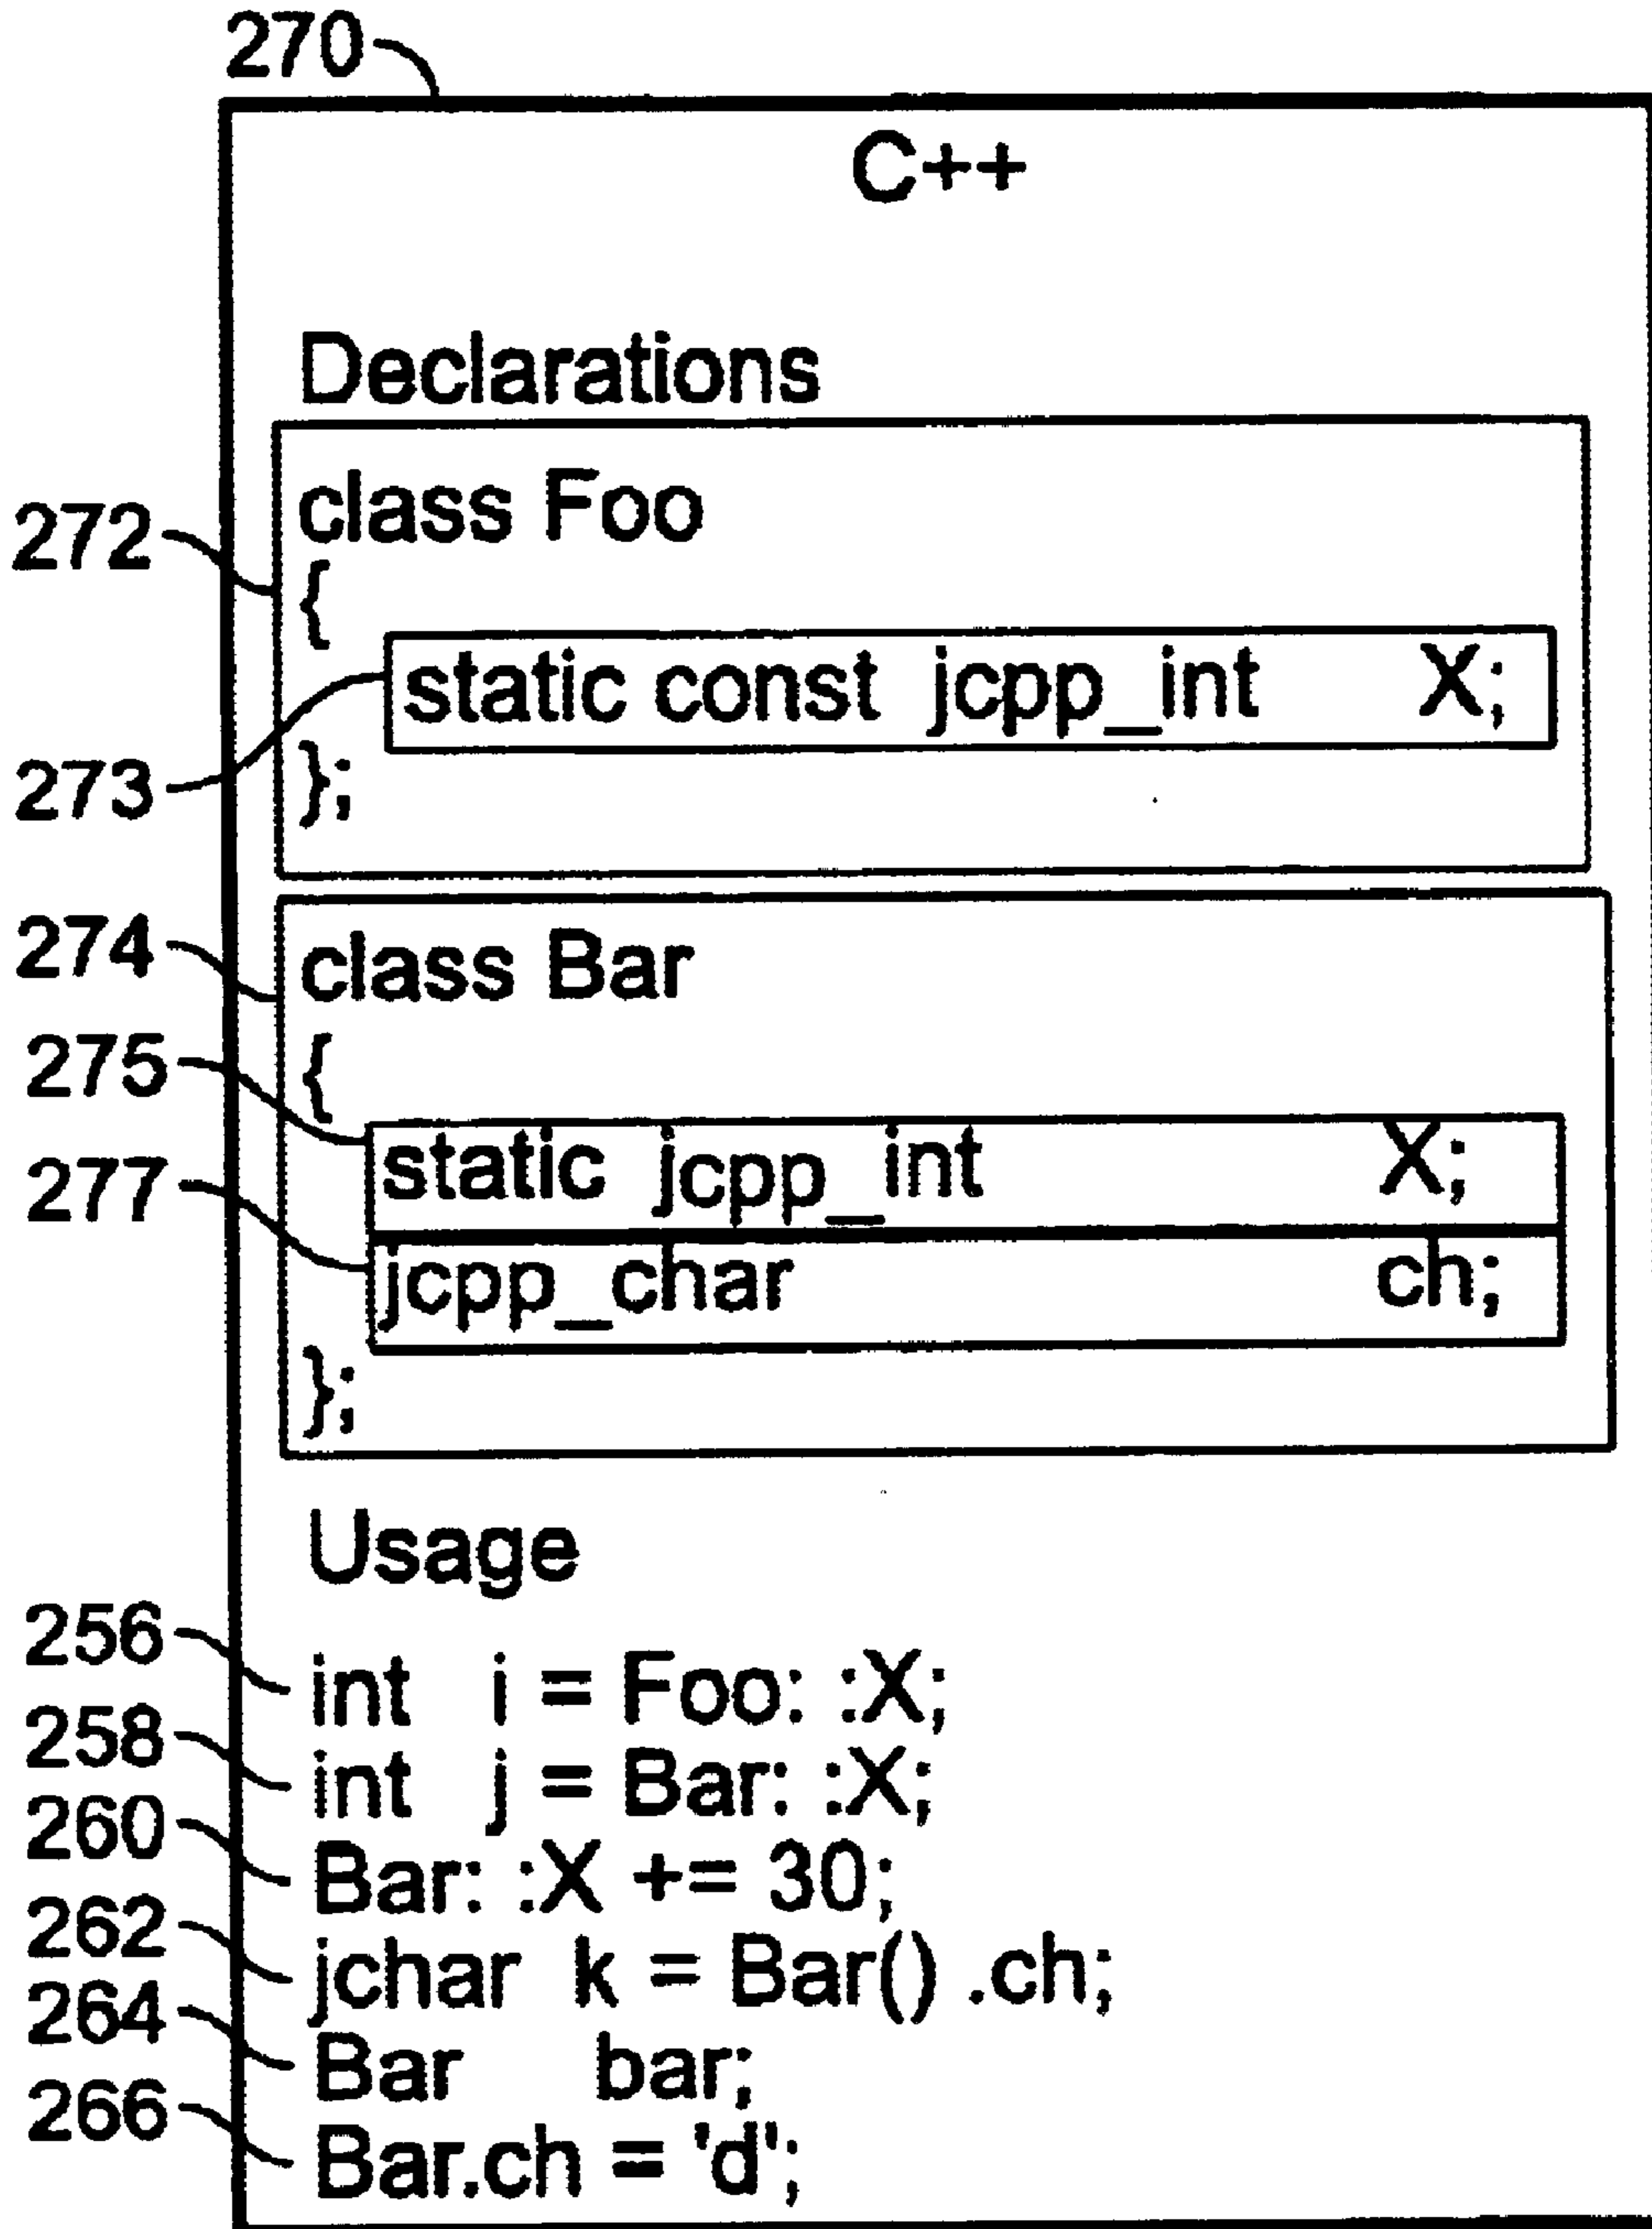 270
C++
Declarations
272 class Foo
{
273 static const jcpp_int X;
};
274 class Bar
275 {
static jcpp_int X;
277 jcpp_char ch;
};
Usage
256 int i = Foo: :X;
258 int j = Bar: :X;
260 Bar: :X += 30;
262 jchar k = Bar() .ch;
264 Bar bar;
266 Bar.ch = 'd';